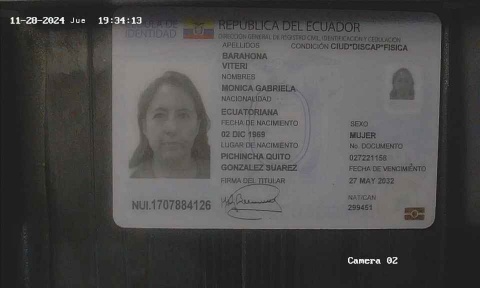 11-28-2024 Jue 19:34:13
REPÚBLICA DEL ECUADOR
DIRECCIÓN GENERAL DE REGISTRO CIVIL, IDENTIFICACIÓN Y CEDULACIÓN
IDENTIDAD
APELLIDOS CONDICIÓN CIUD*DISCAP*FISICA
BARAHONA
VITERI
NOMBRES
MONICA GABRIELA
NACIONALIDAD
ECUATORIANA
FECHA DE NACIMIENTO SEXO
02 DIC 1969 MUJER
LUGAR DE NACIMIENTO No. DOCUMENTO
PICHINCHA QUITO 027221156
GONZALEZ SUAREZ FECHA DE VENCIMIENTO
FIRMA DEL TITULAR 27 MAY 2032
NATICAN
NUI.1707884126 299451
Camera 02